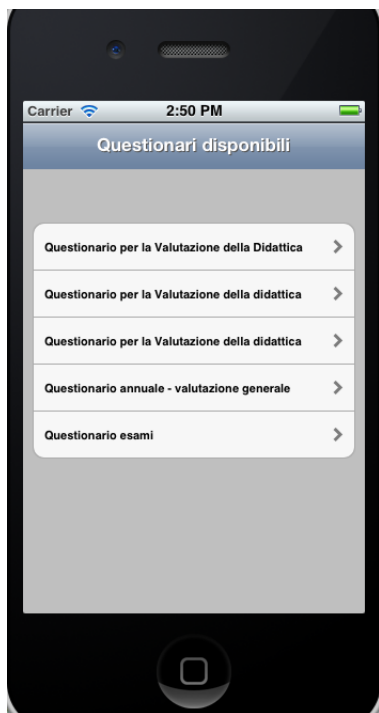 Carrier 2:50 PM
Questionari disponibili
Questionario per la Valutazione della Didattica
Questionario per la Valutazione della didattica
Questionario per la Valutazione della didattica
Questionario annuale - valutazione generale
Questionario esami